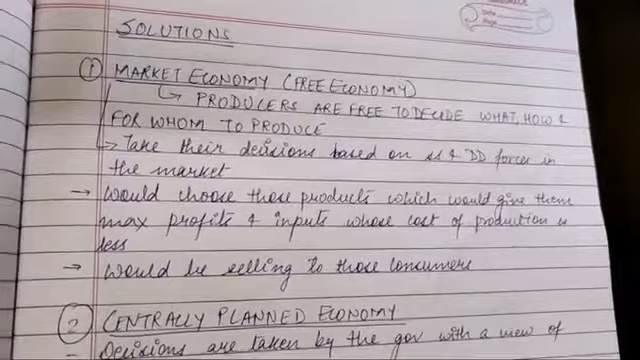 SOLUTIONS
Date
Page
① MARKET ECONOMY (FREE ECONOMY)
↳ PRODUCERS ARE FREE TO DECIDE WHAT, HOW &
FOR WHOM TO PRODUCE
→ Take their decisions based on SS & DD forces in
the market
→ Would choose those products which would give them
max profits & inputs whose cost of production is
less
→ Would be selling to those consumers
② CENTRALLY PLANNED ECONOMY
- Decisions are taken by the gov with a view of